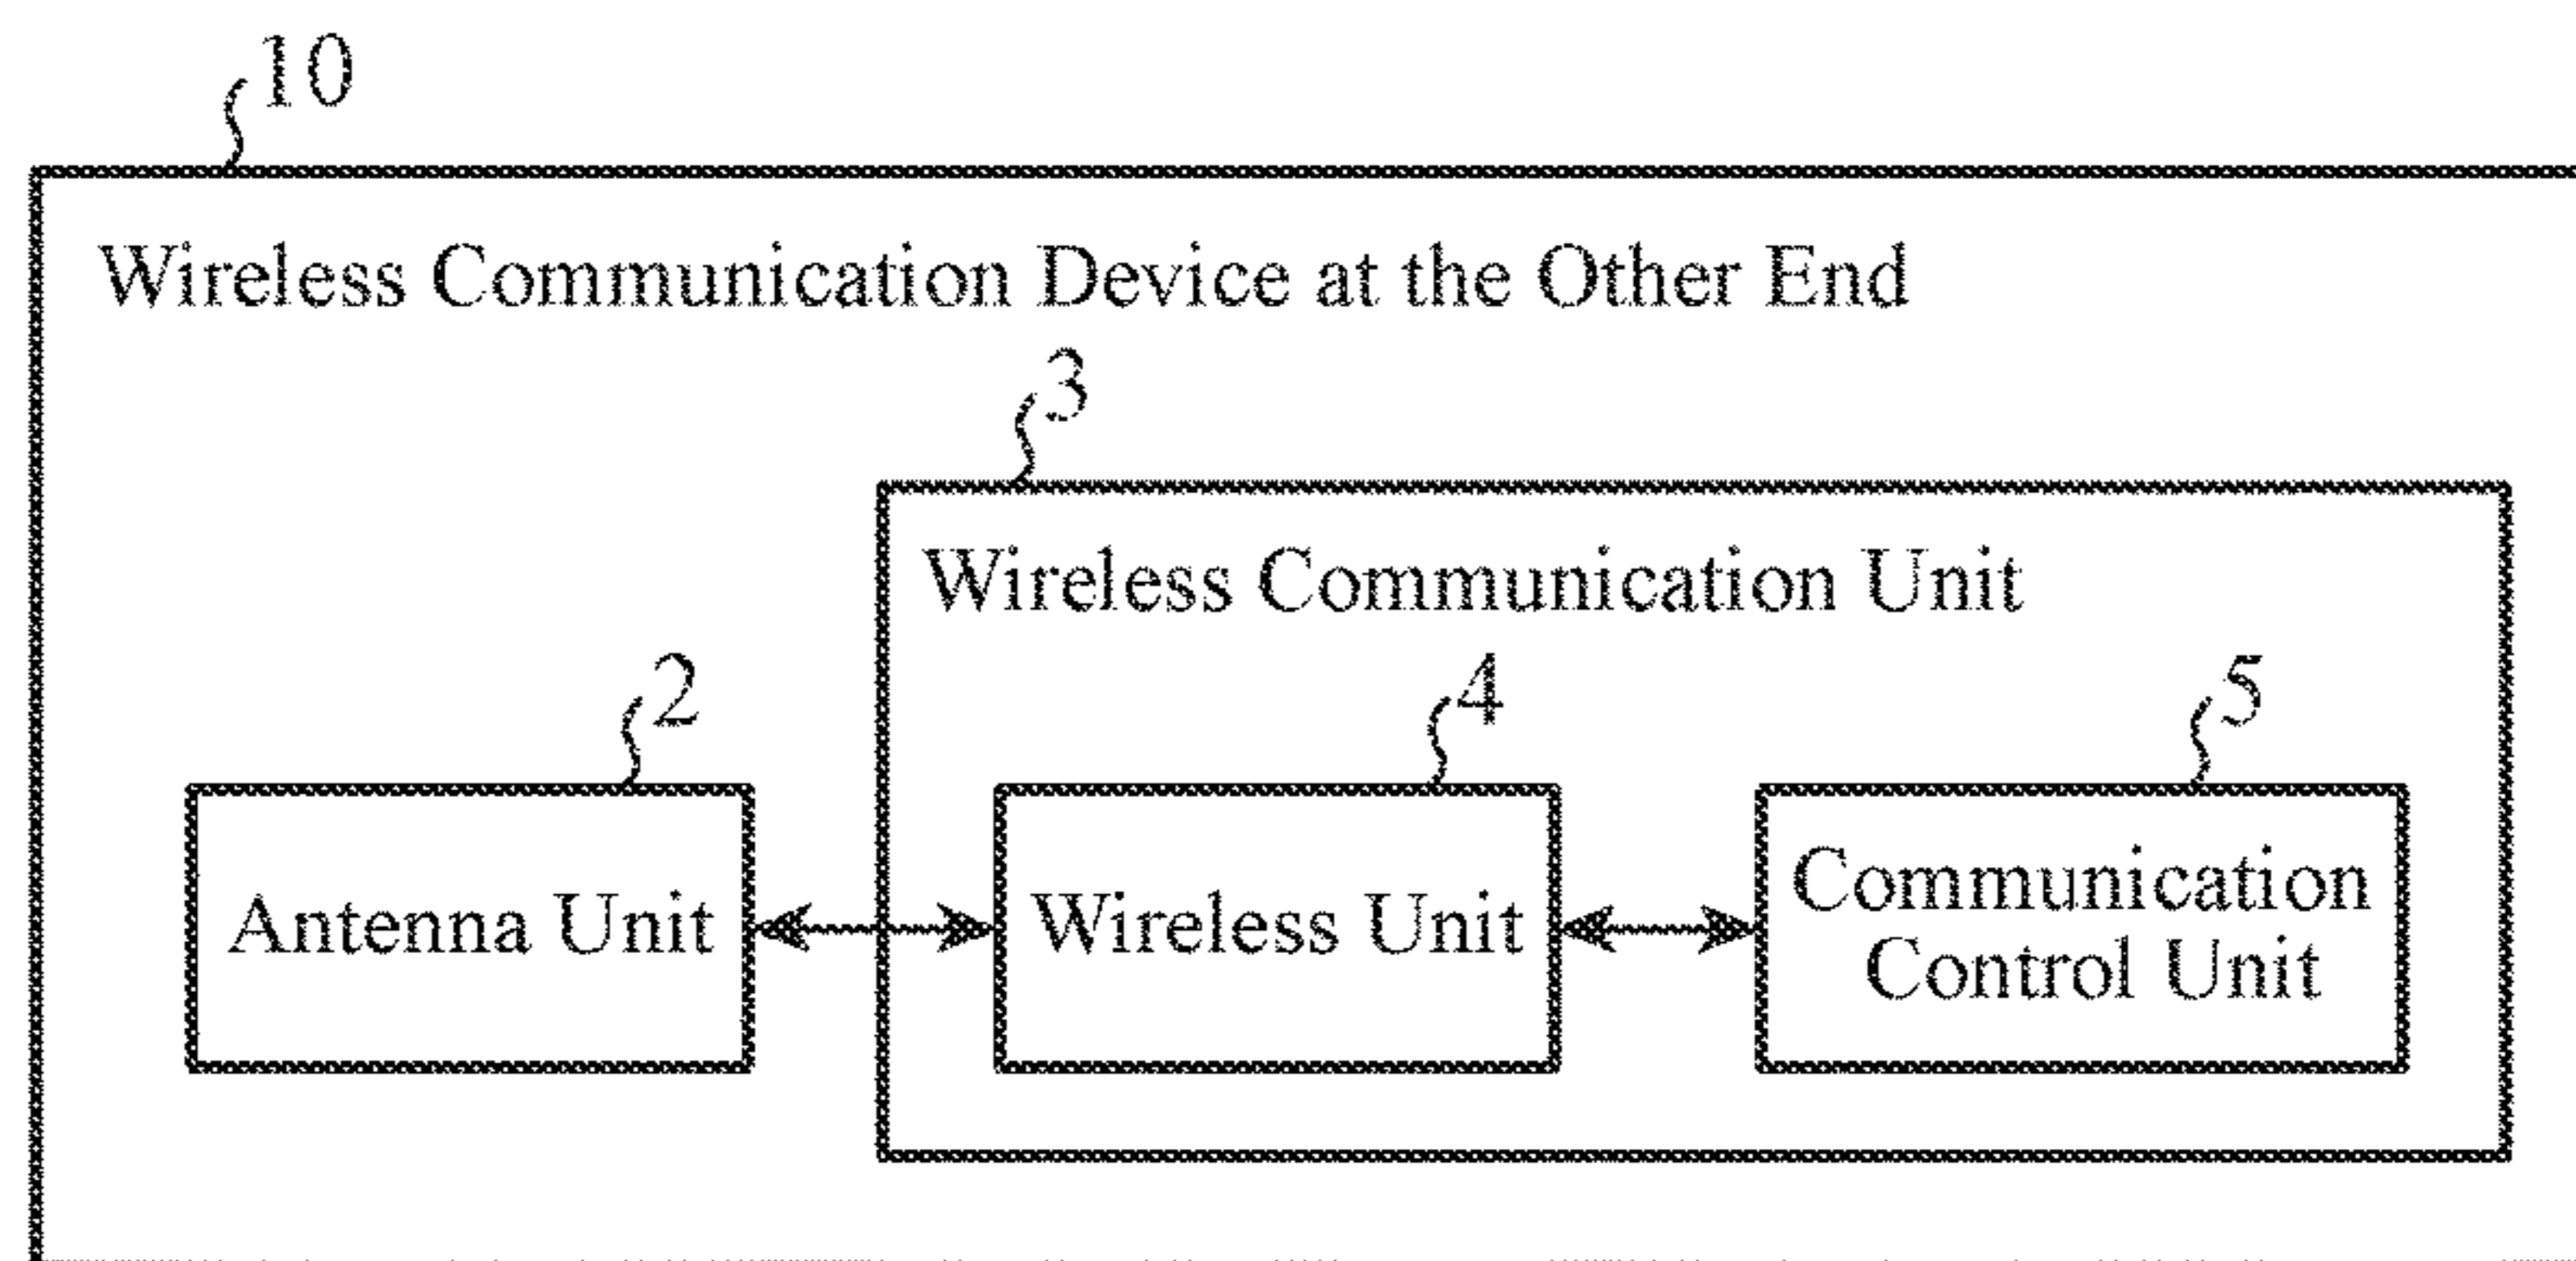 10
Wireless Communication Device at the Other End
3
Wireless Communication Unit
2
4
5
Antenna Unit
Wireless Unit
Communication
Control Unit